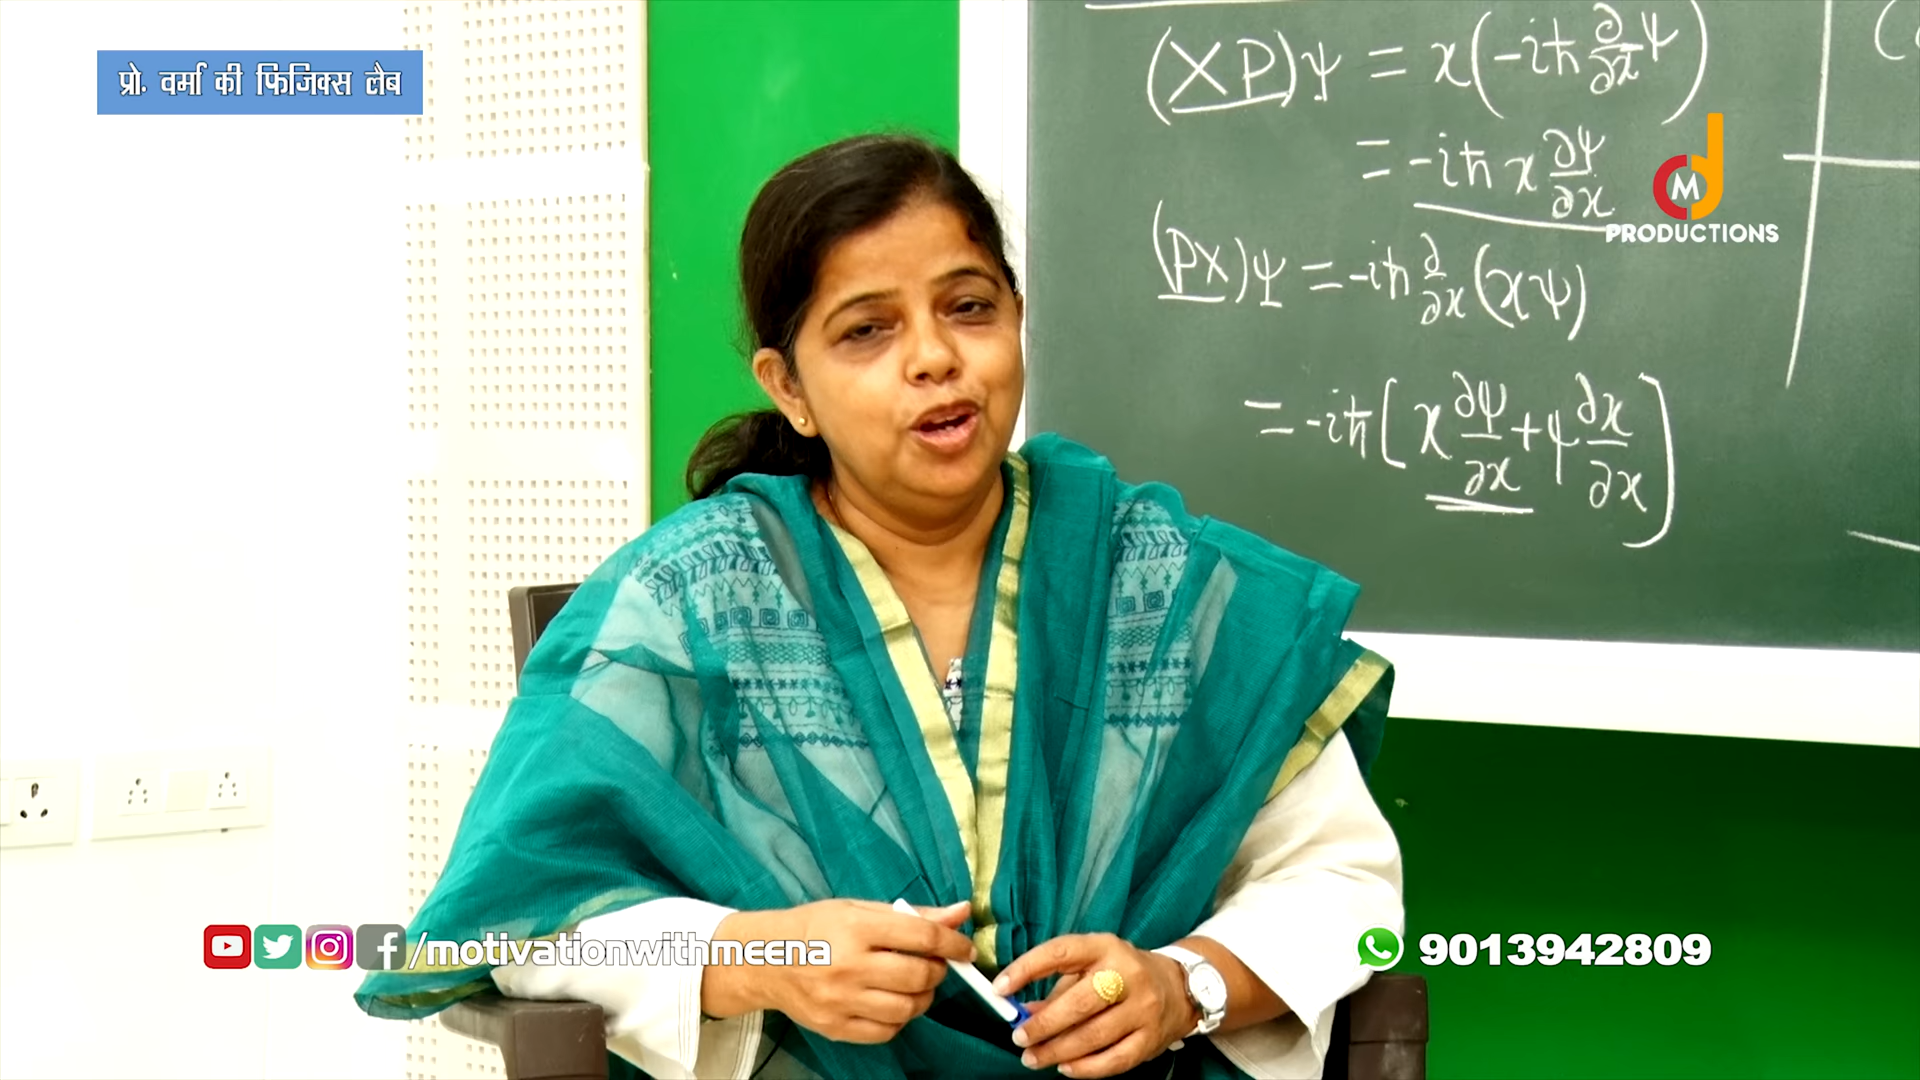 प्रो. वर्मा की फिजिक्स लैब
(XP)ψ = x(-iħ ∂/∂x ψ)
= -iħ x ∂ψ/∂x
(PX)ψ = -iħ ∂/∂x (xψ)
= -iħ [x ∂ψ/∂x + ψ ∂x/∂x]
M
PRODUCTIONS
/motivationwithmeena
9013942809